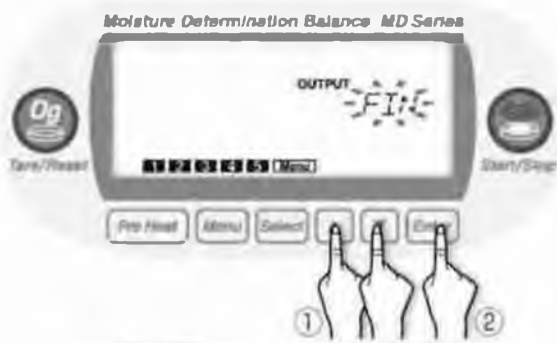 Moisture Determination Balance MD Series
OUTPUT
FIN
0g
Tare/Reset
Start/Stop
1 2 3 4 5 Menu
Pre Heat Menu Select Enter
① ②